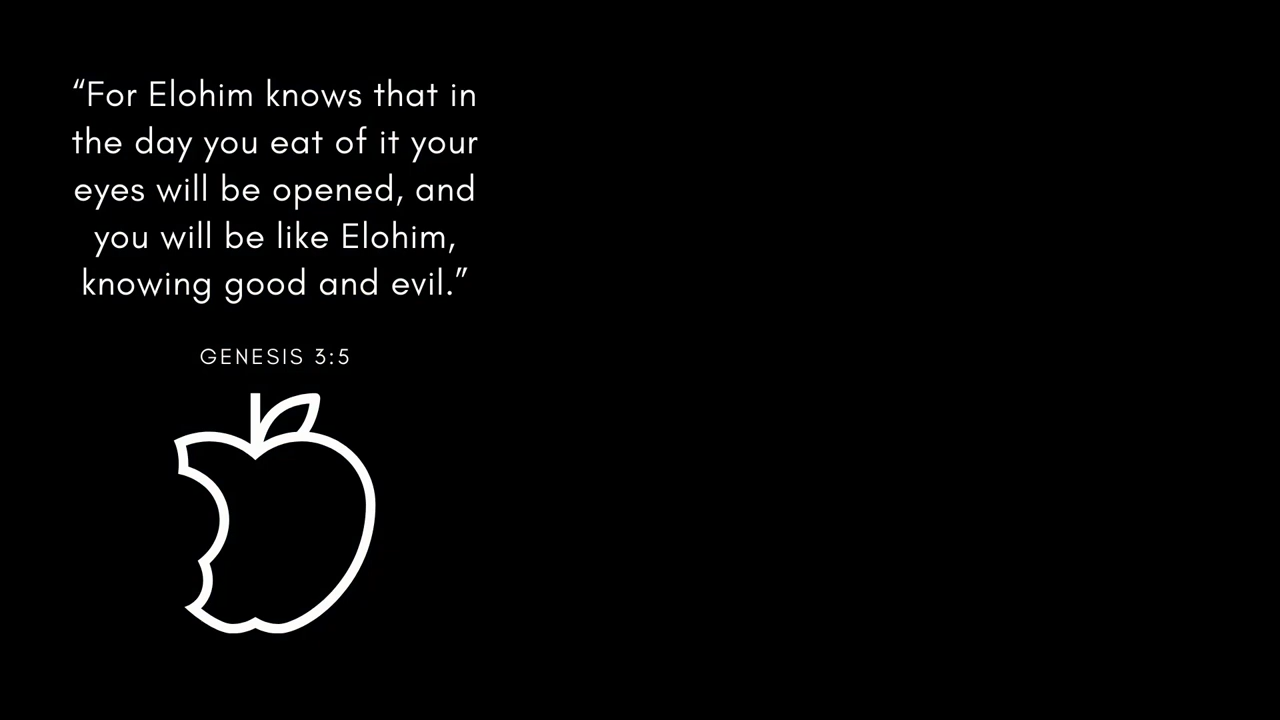 “For Elohim knows that in
the day you eat of it your
eyes will be opened, and
you will be like Elohim,
knowing good and evil.”
GENESIS 3:5